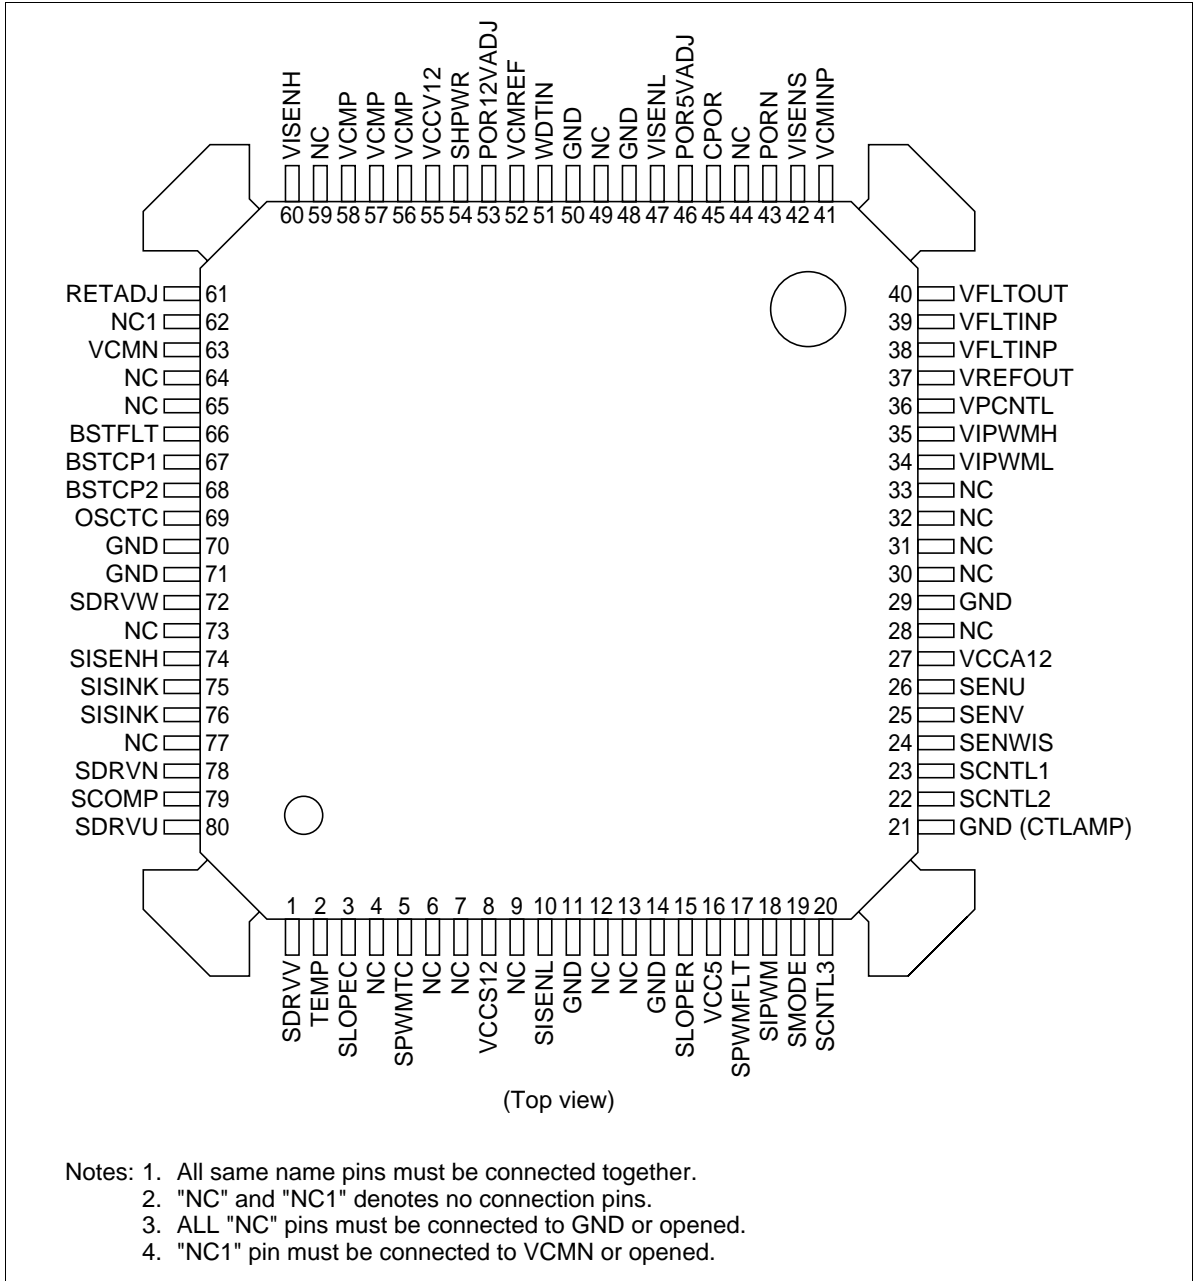 VISENH
NC
VCMP
VCMP
VCMP
VCCV12
SHPWR
POR12VADJ
VCMREF
WDTIN
GND
NC
GND
VISENL
POR5VADJ
CPOR
NC
PORN
VISENS
VCMINP
60 59 58 57 56 55 54 53 52 51 50 49 48 47 46 45 44 43 42 41
RETADJ 61
NC1 62
VCMN 63
NC 64
NC 65
BSTFLT 66
BSTCP1 67
BSTCP2 68
OSCTC 69
GND 70
GND 71
SDRVW 72
NC 73
SISENH 74
SISINK 75
SISINK 76
NC 77
SDRVN 78
SCOMP 79
SDRVU 80
40 VFLTOUT
39 VFLTINP
38 VFLTINP
37 VREFOUT
36 VPCNTL
35 VIPWMH
34 VIPWML
33 NC
32 NC
31 NC
30 NC
29 GND
28 NC
27 VCCA12
26 SENU
25 SENV
24 SENWIS
23 SCNTL1
22 SCNTL2
21 GND (CTLAMP)
1 2 3 4 5 6 7 8 9 10 11 12 13 14 15 16 17 18 19 20
SDRVV
TEMP
SLOPEC
NC
SPWMTC
NC
NC
VCCS12
NC
SISENL
GND
NC
NC
GND
SLOPER
VCC5
SPWMFLT
SIPWM
SMODE
SCNTL3
(Top view)
Notes: 1. All same name pins must be connected together.
2. "NC" and "NC1" denotes no connection pins.
3. ALL "NC" pins must be connected to GND or opened.
4. "NC1" pin must be connected to VCMN or opened.